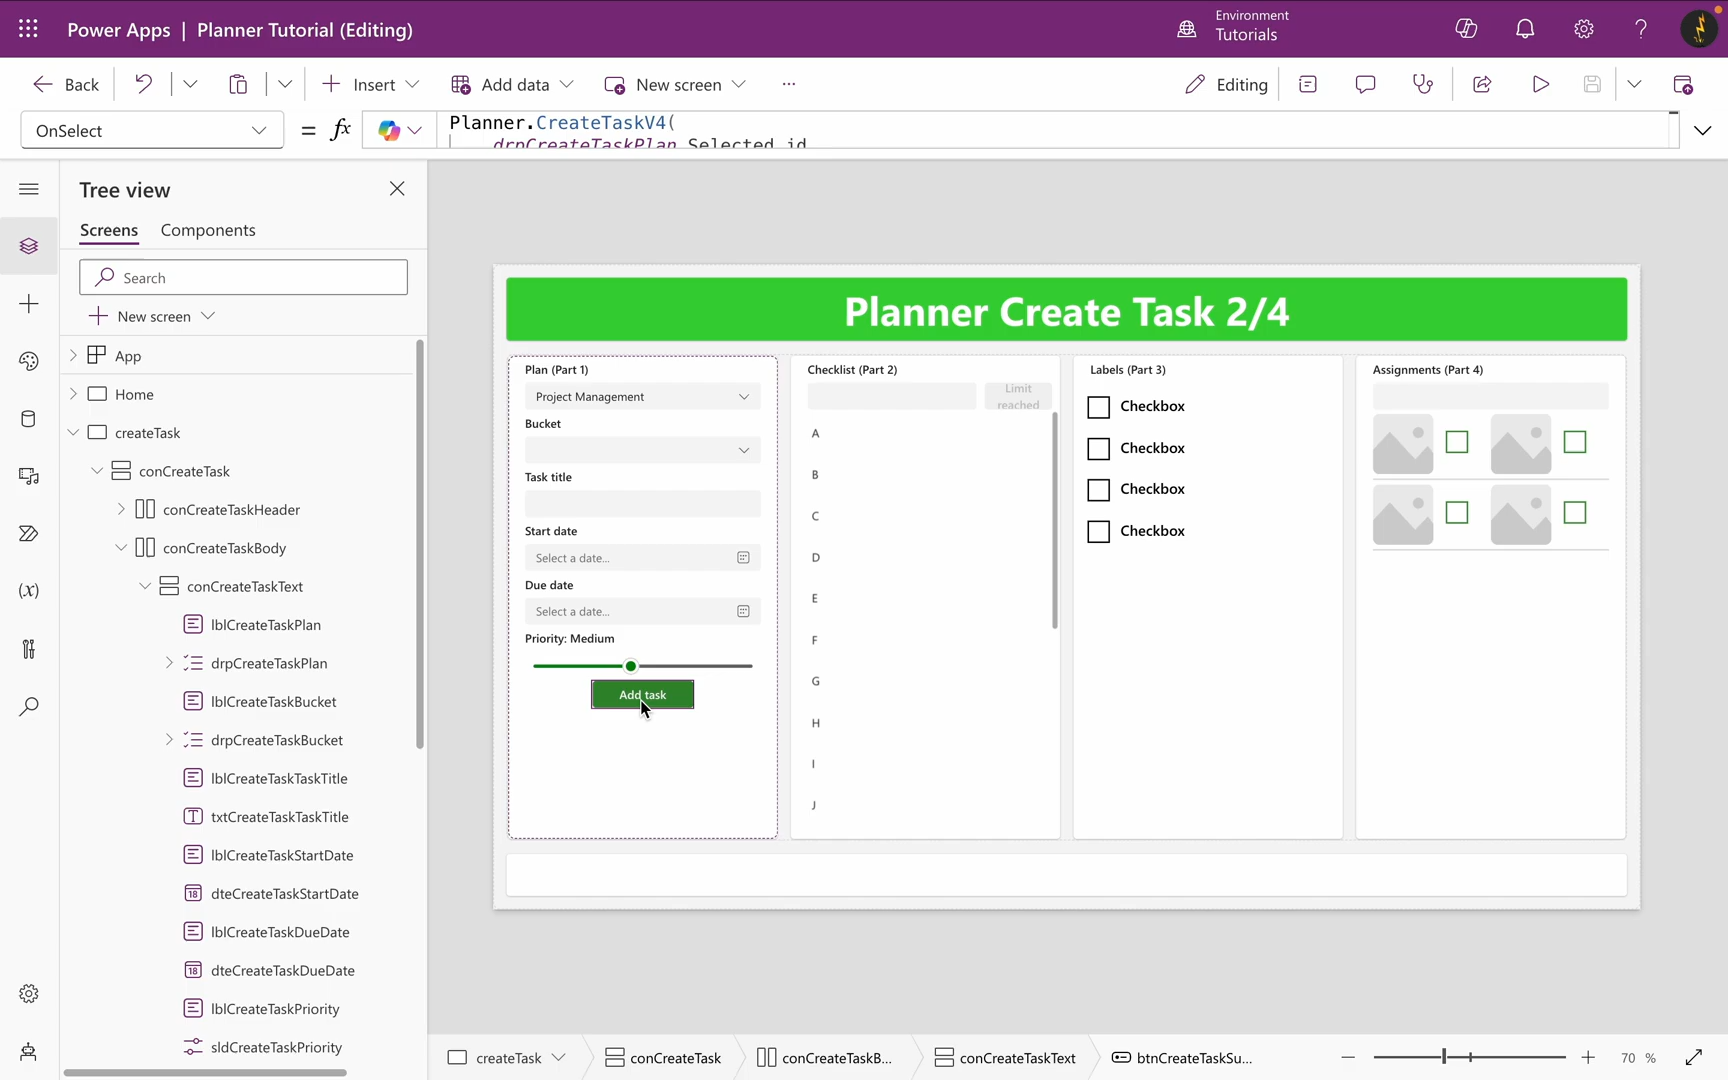 Power Apps | Planner Tutorial (Editing)
Environment
Tutorials
Back
Insert
Add data
New screen
Editing
OnSelect
= fx
Planner.CreateTaskV4(
drpCreateTaskPlan.Selected.id
Tree view
Screens
Components
Search
New screen
App
Home
createTask
conCreateTask
conCreateTaskHeader
conCreateTaskBody
conCreateTaskText
lblCreateTaskPlan
drpCreateTaskPlan
lblCreateTaskBucket
drpCreateTaskBucket
lblCreateTaskTaskTitle
txtCreateTaskTaskTitle
lblCreateTaskStartDate
18 dteCreateTaskStartDate
lblCreateTaskDueDate
18 dteCreateTaskDueDate
lblCreateTaskPriority
sldCreateTaskPriority
Planner Create Task 2/4
Plan (Part 1)
Project Management
Bucket
Task title
Start date
Select a date...
Due date
Select a date...
Priority: Medium
Add task
Checklist (Part 2)
Limit
reached
A
B
C
D
E
F
G
H
I
J
Labels (Part 3)
Checkbox
Checkbox
Checkbox
Checkbox
Assignments (Part 4)
createTask
conCreateTask
conCreateTaskB...
conCreateTaskText
btnCreateTaskSu...
70 %